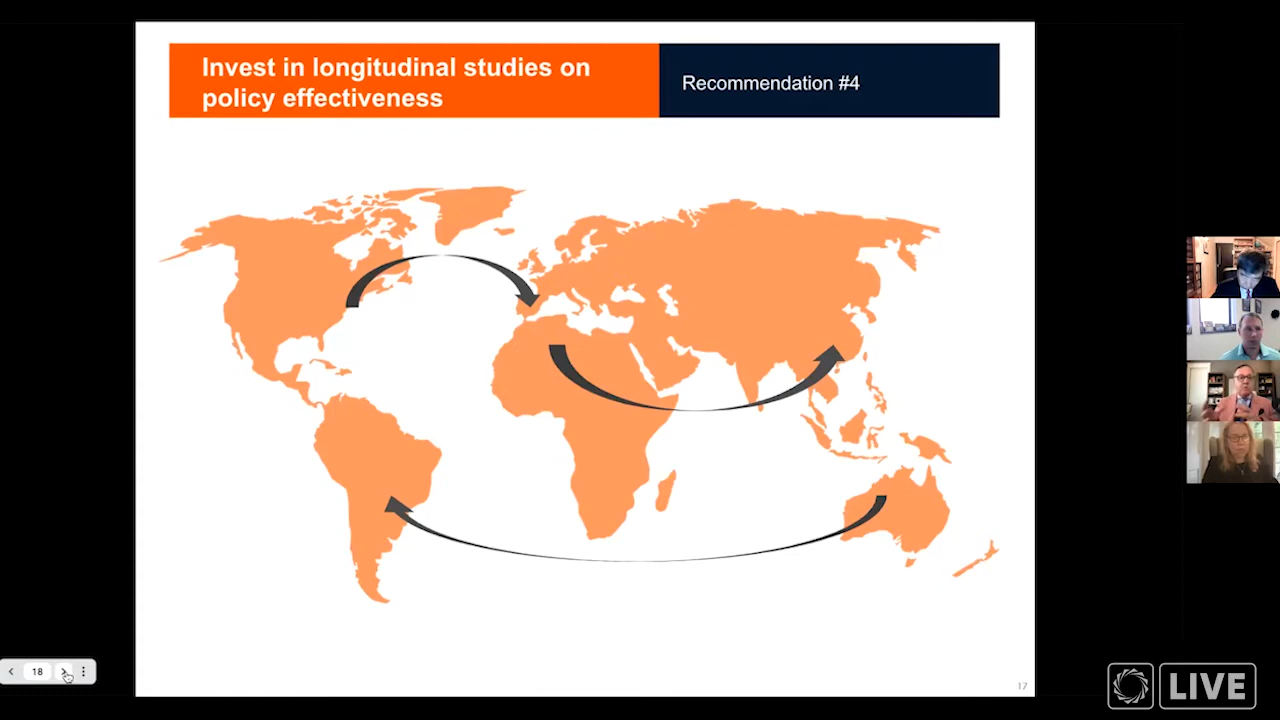 Invest in longitudinal studies on
policy effectiveness
Recommendation #4
18
17
LIVE